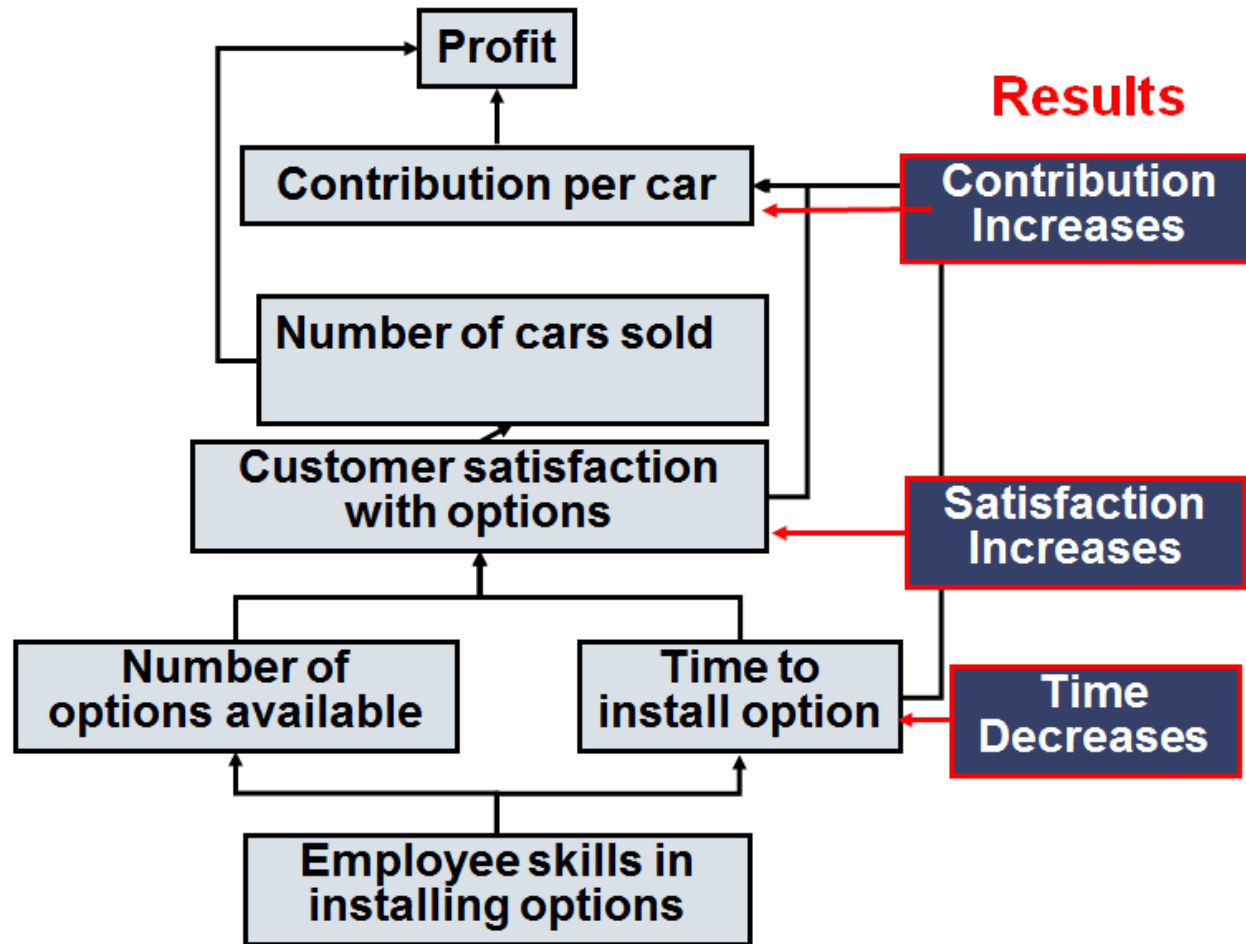 Profit
Results
Contribution per car
Contribution
Increases
Number of cars sold
Customer satisfaction
with options
Satisfaction
Increases
Number of
options available
Time to
install option
Time
Decreases
Employee skills in
installing options